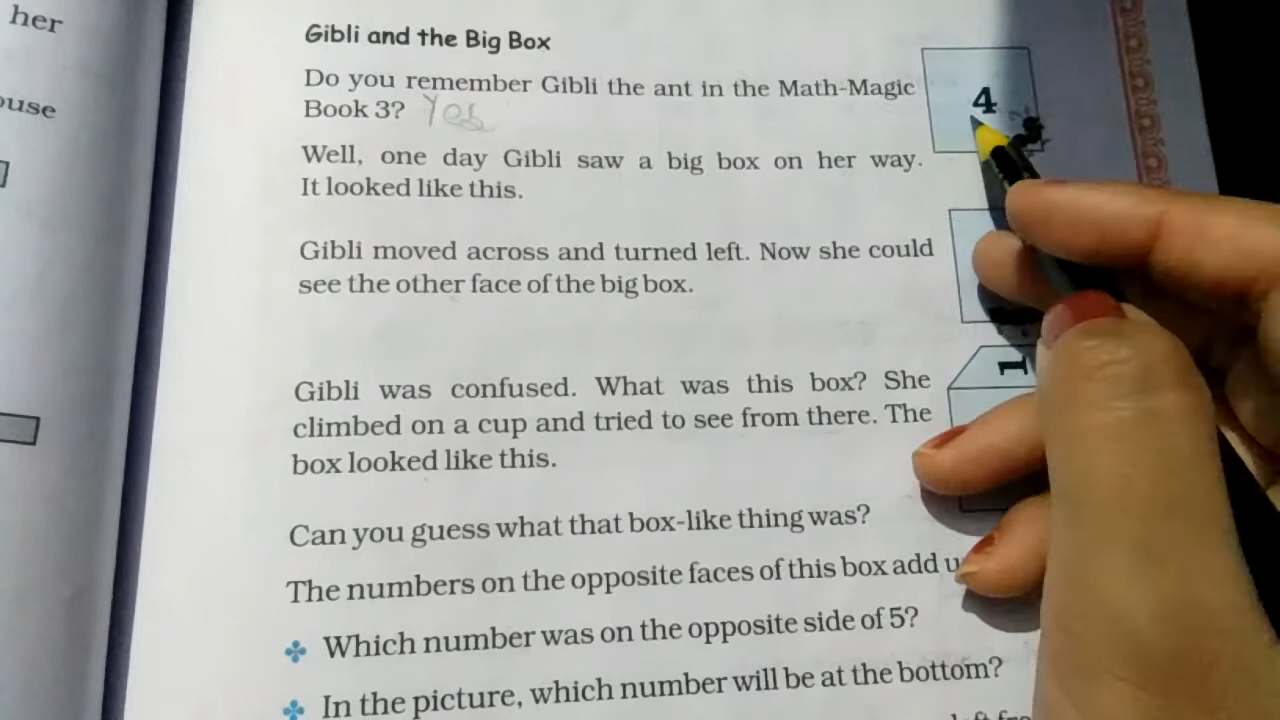 her
ouse
Gibli and the Big Box
Do you remember Gibli the ant in the Math-Magic
Book 3? Yes
4
Well, one day Gibli saw a big box on her way.
It looked like this.
Gibli moved across and turned left. Now she could
see the other face of the big box.
Gibli was confused. What was this box? She
climbed on a cup and tried to see from there. The
box looked like this.
1
Can you guess what that box-like thing was?
The numbers on the opposite faces of this box add u
Which number was on the opposite side of 5?
In the picture, which number will be at the bottom?